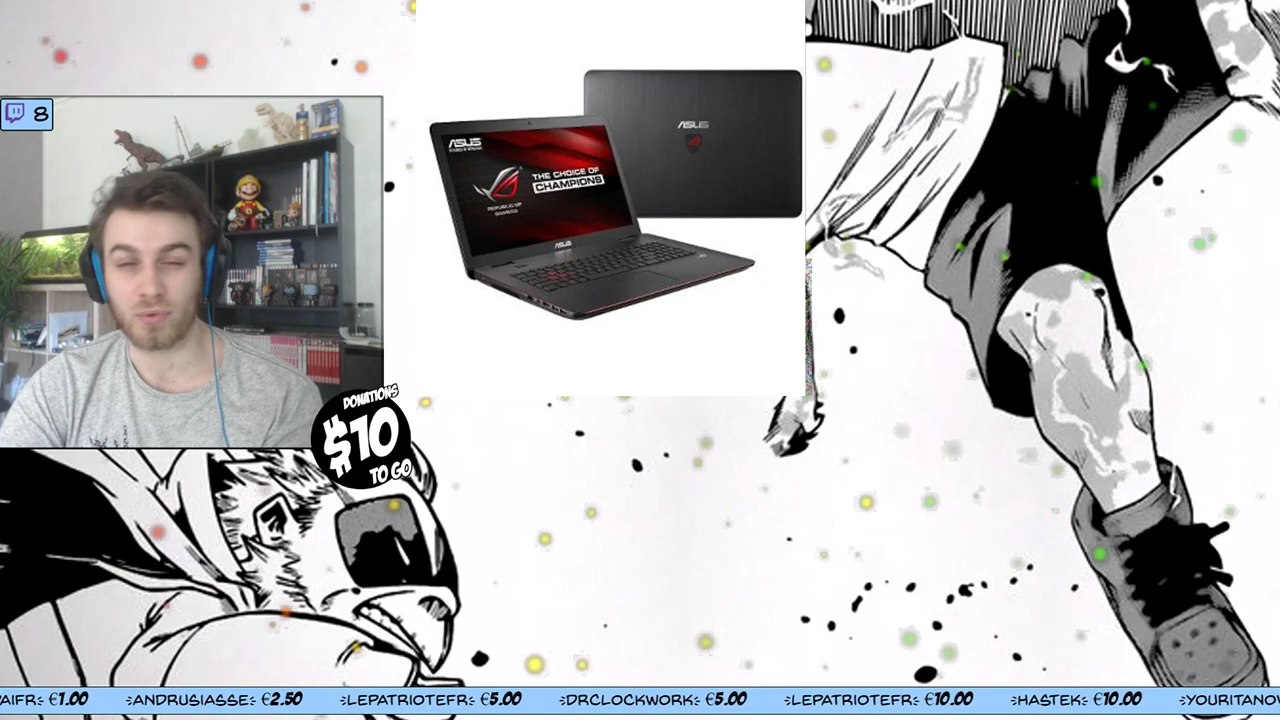 8
ASUS
ASUS
REPUBLIC OF
GAMERS
THE CHOICE OF
CHAMPIONS
ASUS
DONATIONS
$10
TO GO
AIFR: €1.00
ANDRUSIASSE: €2.50
LEPATRIOTEFR: €5.00
DRCLOCKWORK: €5.00
LEPATRIOTEFR: €10.00
HASTEK: €10.00
YOURITANO